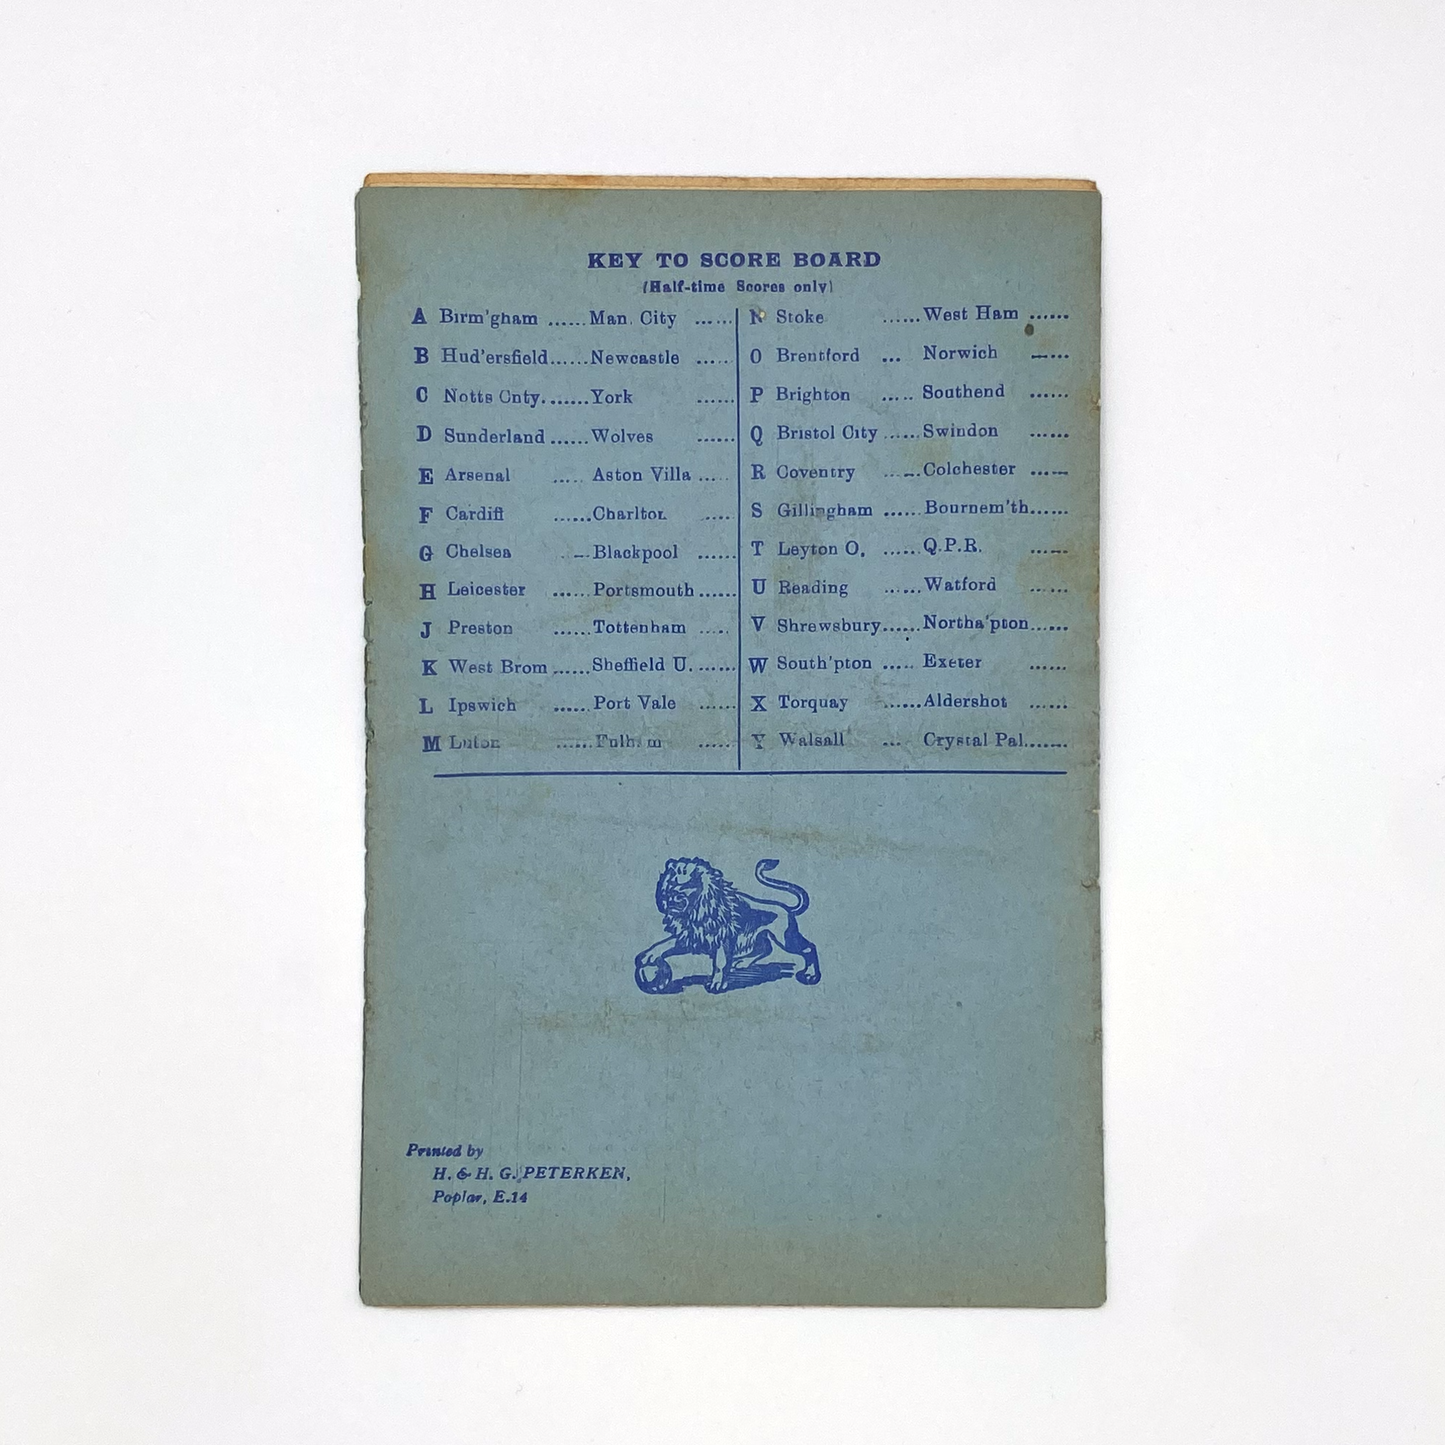 KEY TO SCORE BOARD
(Half-time Scores only)
A Birm'gham ...... Man. City ......
B Hud'ersfield ...... Newcastle .....
C Notts Cnty. ....... York ......
D Sunderland ...... Wolves ......
E Arsenal ..... Aston Villa .....
F Cardiff ...... Charlton .....
G Chelsea ... Blackpool ......
H Leicester ...... Portsmouth ......
J Preston ...... Tottenham .....
K West Brom ...... Sheffield U. ......
L Ipswich ...... Port Vale ......
M Luton ...... Fulham ......
N Stoke ...... West Ham ......
O Brentford ... Norwich ......
P Brighton ..... Southend ......
Q Bristol City ...... Swindon ......
R Coventry ...... Colchester ......
S Gillingham ...... Bournem'th......
T Leyton O. ...... Q.P.R. ......
U Reading ...... Watford ......
V Shrewsbury...... Northa'pton......
W South'pton ..... Exeter ......
X Torquay ...... Aldershot ......
Y Walsall ... Crystal Pal.......
Printed by
H. & H. G. PETERKEN,
Poplar, E.14